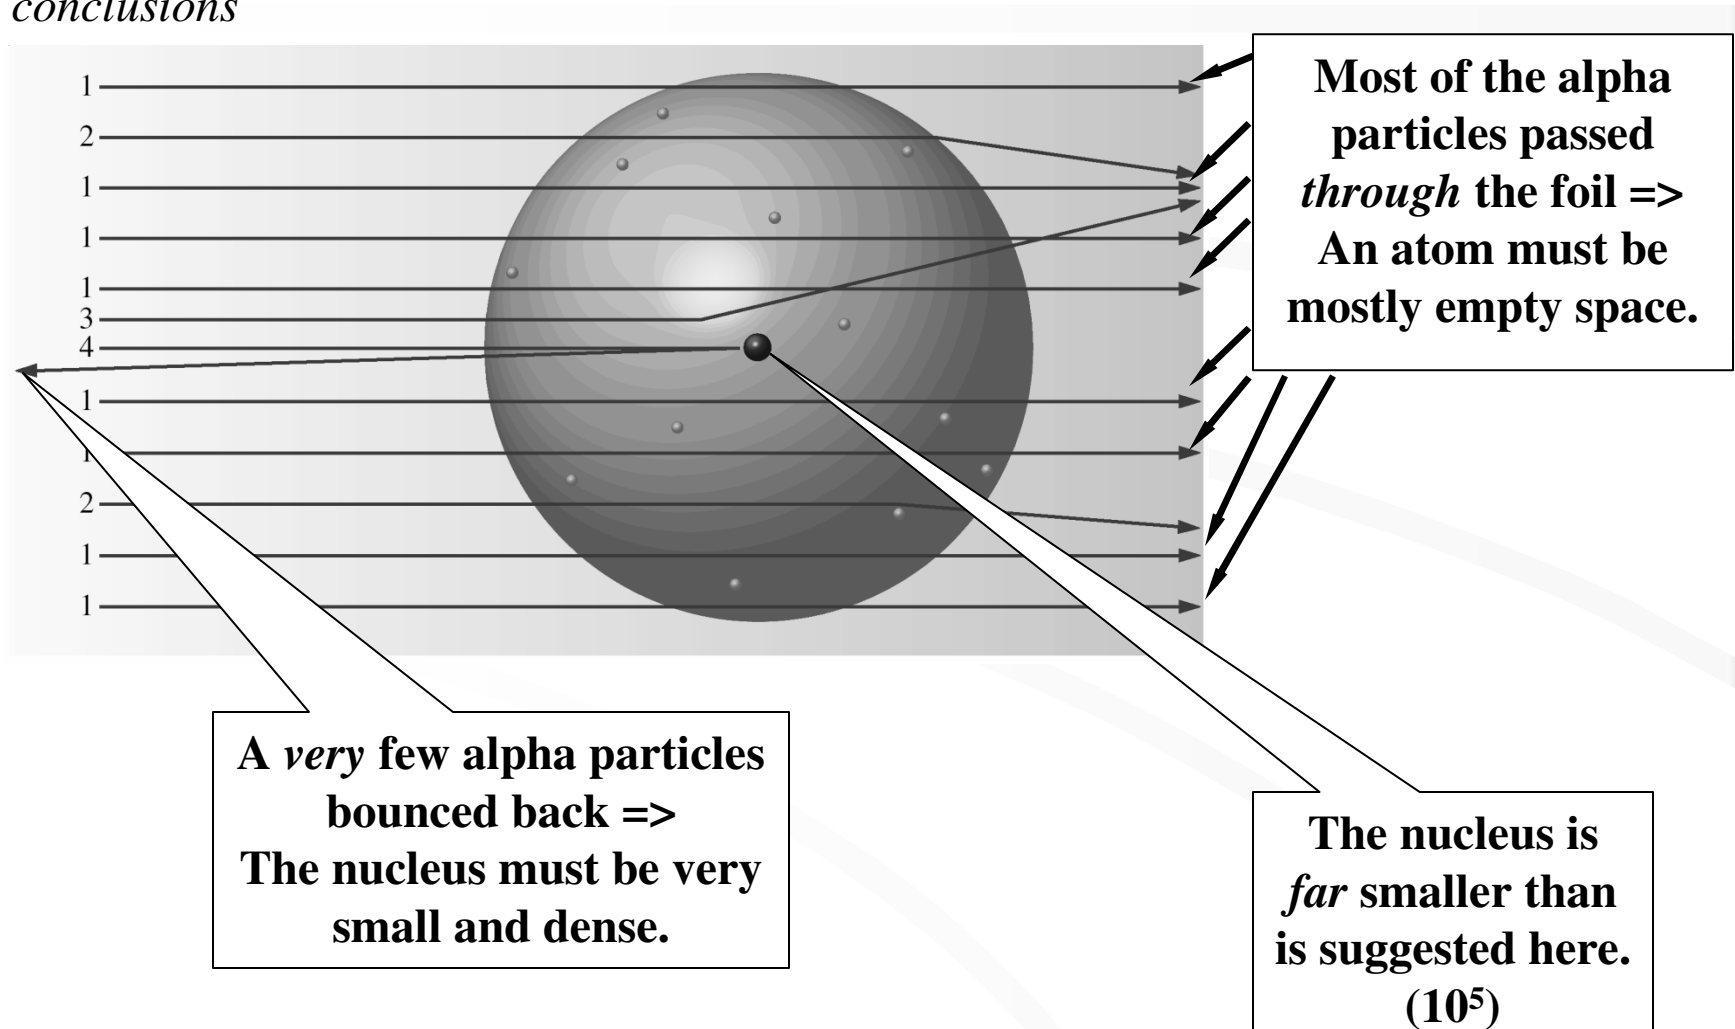 conclusions
1
2
1
1
1
3
4
1
1
2
1
1
Most of the alpha
particles passed
through the foil =>
An atom must be
mostly empty space.
A very few alpha particles
bounced back =>
The nucleus must be very
small and dense.
The nucleus is
far smaller than
is suggested here.
(10⁵)